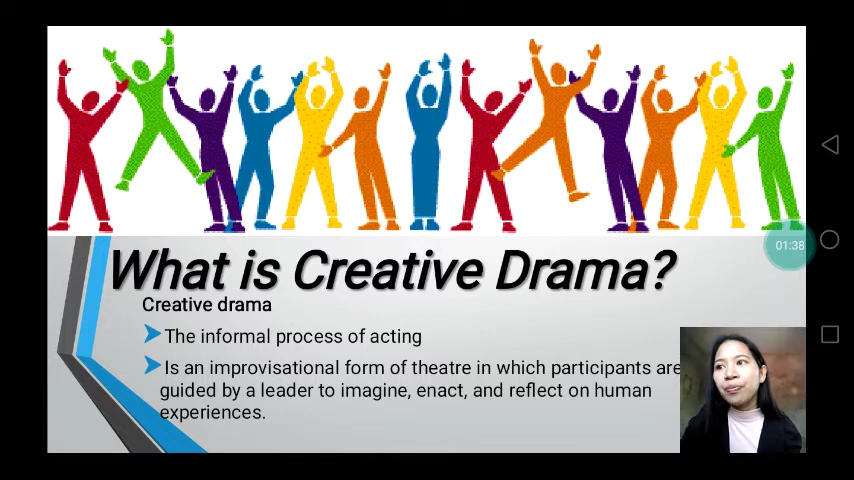 What is Creative Drama?
01:38
Creative drama
The informal process of acting
Is an improvisational form of theatre in which participants are
guided by a leader to imagine, enact, and reflect on human
experiences.